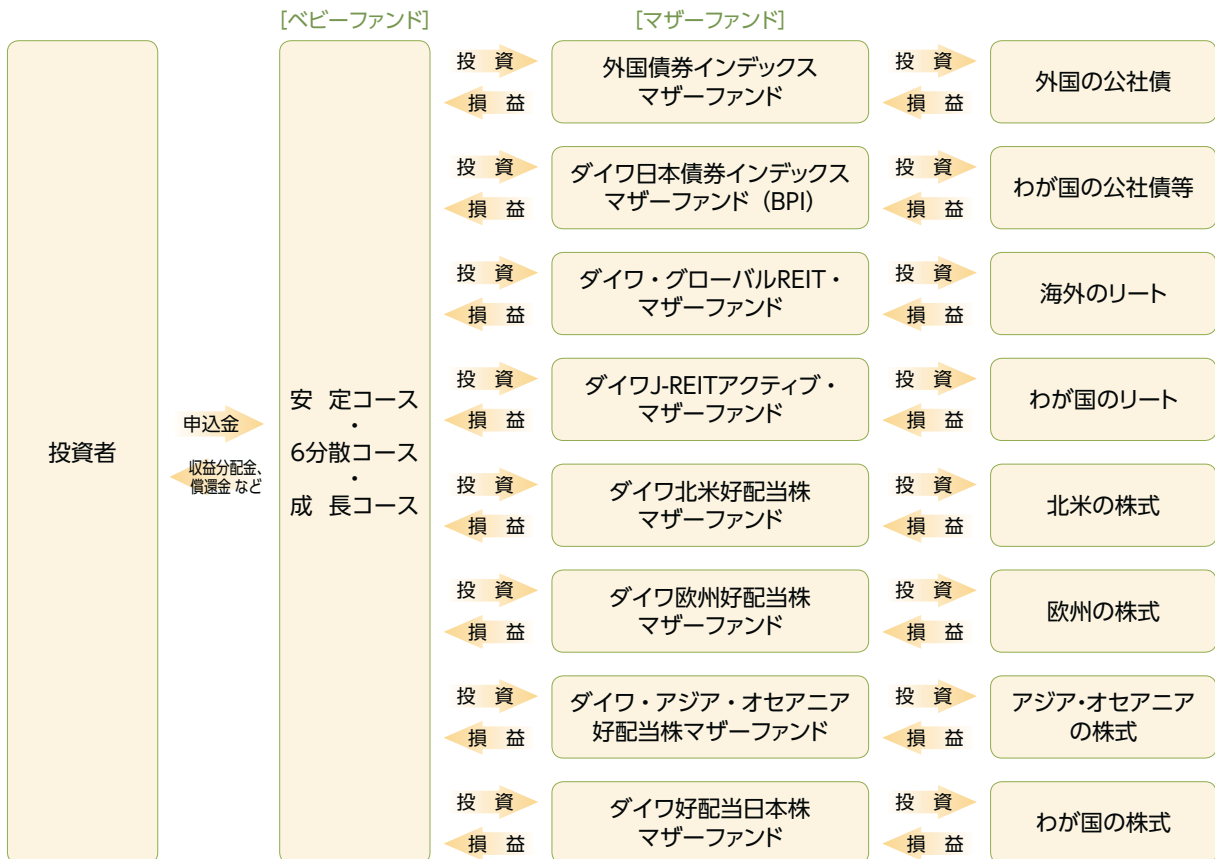 [ベビーファンド]
[マザーファンド]
投資者
申込金
収益分配金、
償還金 など
安 定コース
・
6分散コース
・
成 長コース
投 資
損 益
外国債券インデックス
マザーファンド
投 資
損 益
外国の公社債
投 資
損 益
ダイワ日本債券インデックス
マザーファンド（BPI）
投 資
損 益
わが国の公社債等
投 資
損 益
ダイワ・グローバルREIT・
マザーファンド
投 資
損 益
海外のリート
投 資
損 益
ダイワJ-REITアクティブ・
マザーファンド
投 資
損 益
わが国のリート
投 資
損 益
ダイワ北米好配当株
マザーファンド
投 資
損 益
北米の株式
投 資
損 益
ダイワ欧州好配当株
マザーファンド
投 資
損 益
欧州の株式
投 資
損 益
ダイワ・アジア・オセアニア
好配当株マザーファンド
投 資
損 益
アジア・オセアニア
の株式
投 資
損 益
ダイワ好配当日本株
マザーファンド
投 資
損 益
わが国の株式